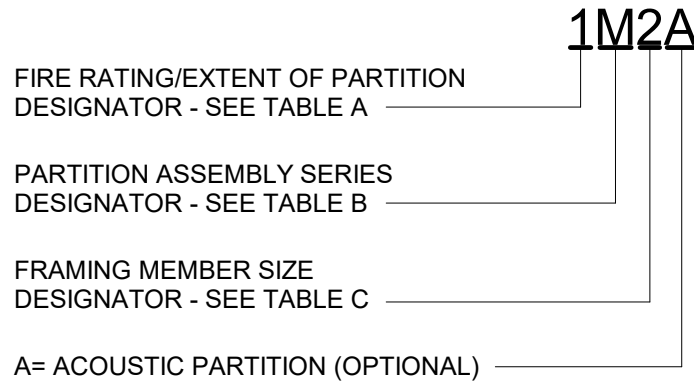 1M2A
FIRE RATING/EXTENT OF PARTITION
DESIGNATOR - SEE TABLE A
PARTITION ASSEMBLY SERIES
DESIGNATOR - SEE TABLE B
FRAMING MEMBER SIZE
DESIGNATOR - SEE TABLE C
A= ACOUSTIC PARTITION (OPTIONAL)